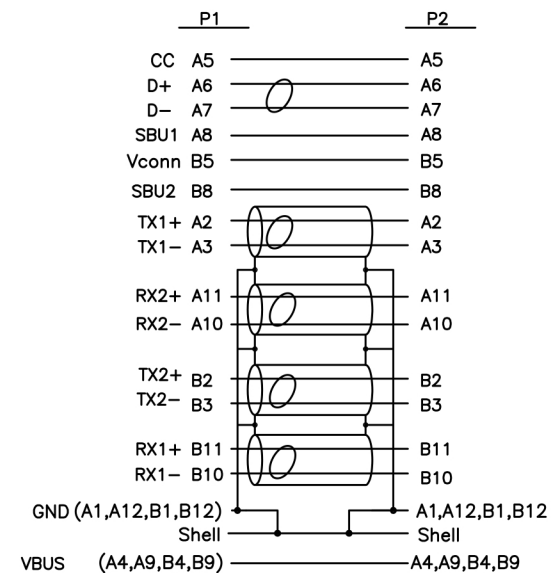 P1 P2
CC A5 A5
D+ A6 A6
D− A7 A7
SBU1 A8 A8
Vconn B5 B5
SBU2 B8 B8
TX1+ A2 A2
TX1− A3 A3
RX2+ A11 A11
RX2− A10 A10
TX2+ B2 B2
TX2− B3 B3
RX1+ B11 B11
RX1− B10 B10
GND (A1,A12,B1,B12) A1,A12,B1,B12
Shell Shell
VBUS (A4,A9,B4,B9) A4,A9,B4,B9